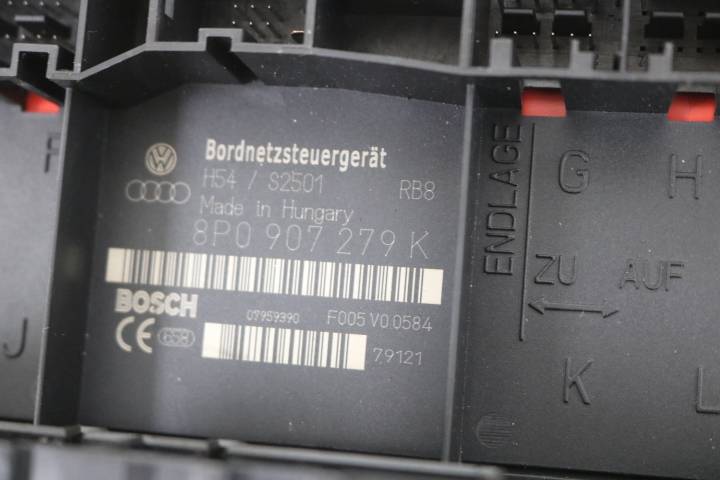 Bordnetzsteuergerät
H54 / S2501 RB8
Made in Hungary
8P0 907 279 K
BOSCH
07959390 F005 V0 0584
CE 658
79121
F
J
ENDLAGE
G H
ZU AUF
K L